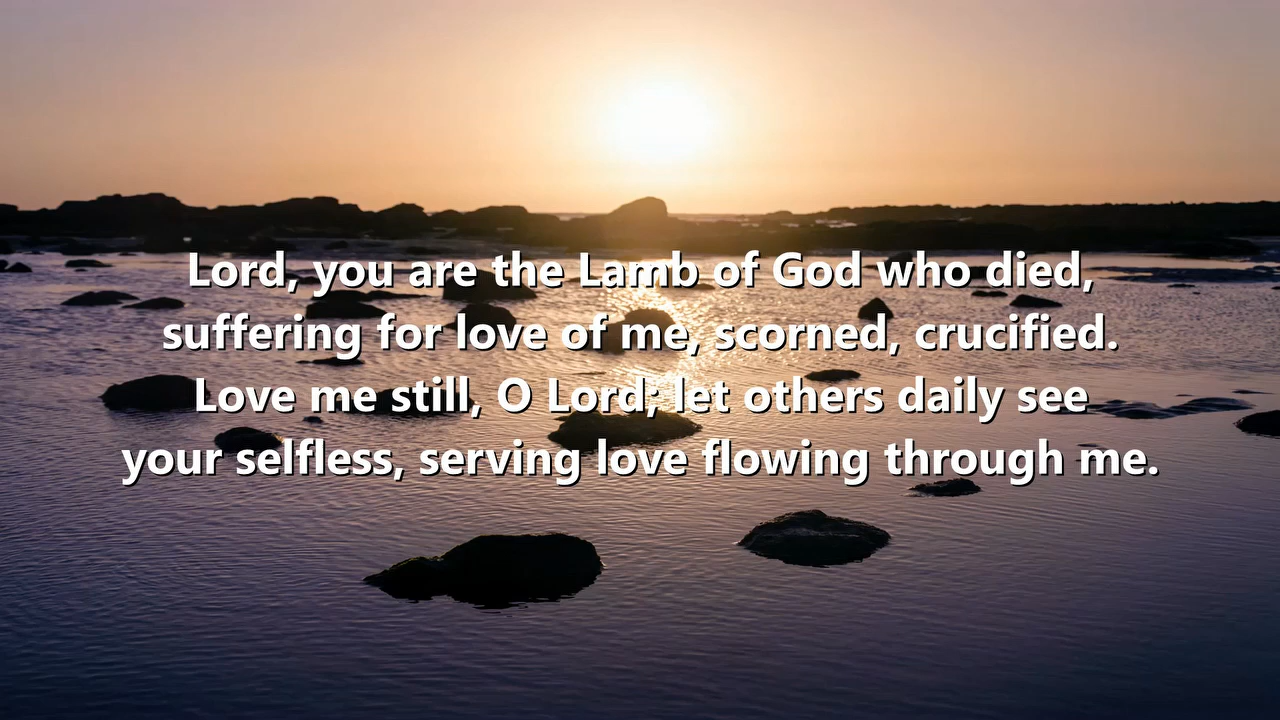 Lord, you are the Lamb of God who died,
suffering for love of me, scorned, crucified.
Love me still, O Lord; let others daily see
your selfless, serving love flowing through me.